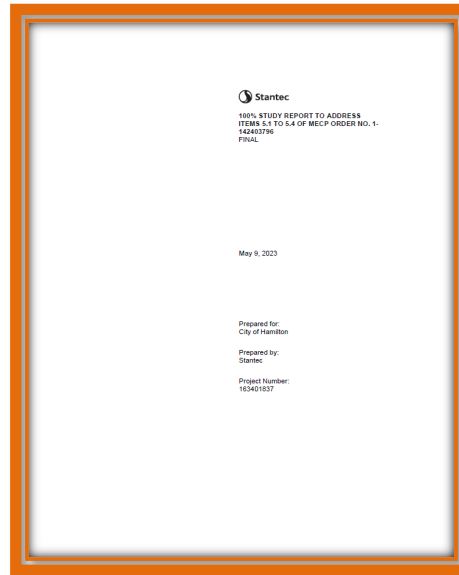 Stantec
100% STUDY REPORT TO ADDRESS
ITEMS 5.1 TO 5.4 OF MECP ORDER NO. 1-
142403796
FINAL
May 9, 2023
Prepared for:
City of Hamilton
Prepared by:
Stantec
Project Number:
163401837